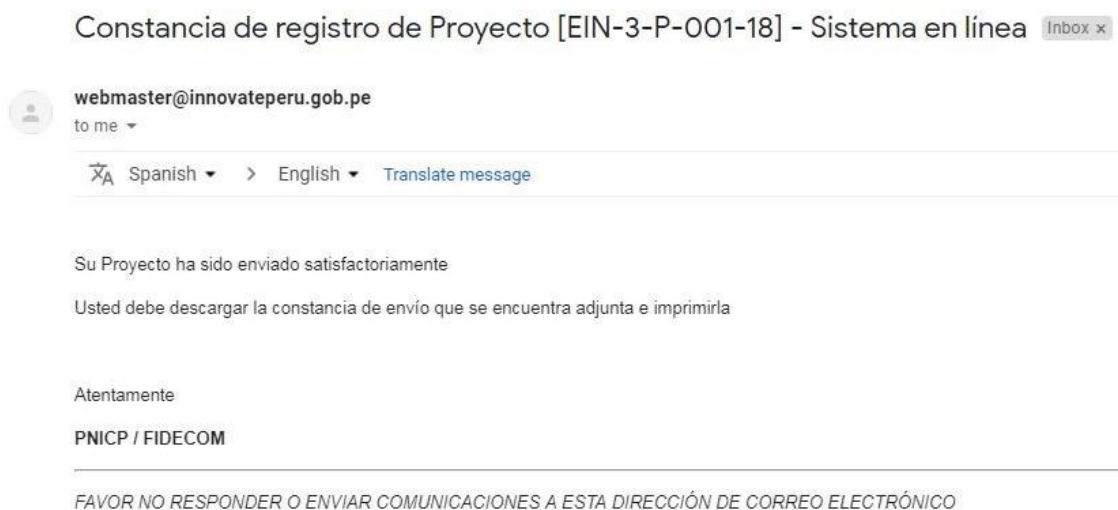 Constancia de registro de Proyecto [EIN-3-P-001-18] - Sistema en línea Inbox x
webmaster@innovateperu.gob.pe
to me
Spanish > English Translate message
Su Proyecto ha sido enviado satisfactoriamente
Usted debe descargar la constancia de envío que se encuentra adjunta e imprimirla
Atentamente
PNICP / FIDECOM
FAVOR NO RESPONDER O ENVIAR COMUNICACIONES A ESTA DIRECCIÓN DE CORREO ELECTRÓNICO